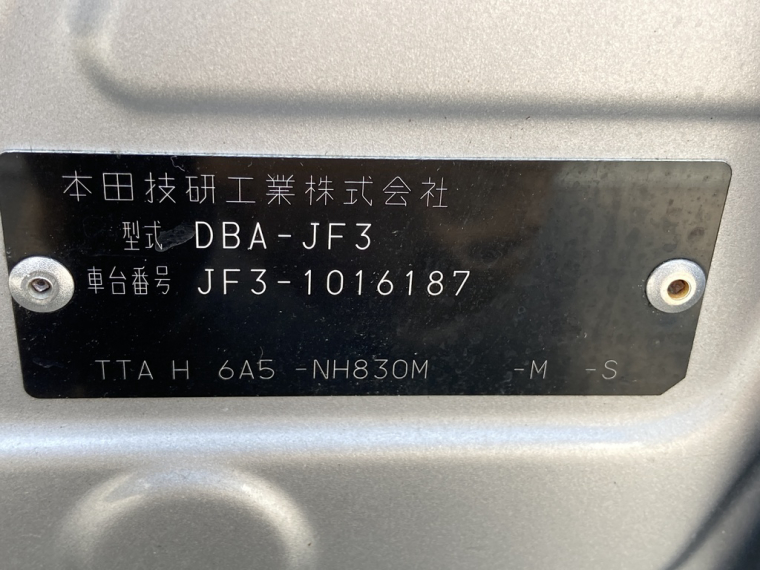 本田技研工業株式会社
型式 DBA-JF3
車台番号 JF3-1016187
TTA H 6A5 -NH830M -M -S